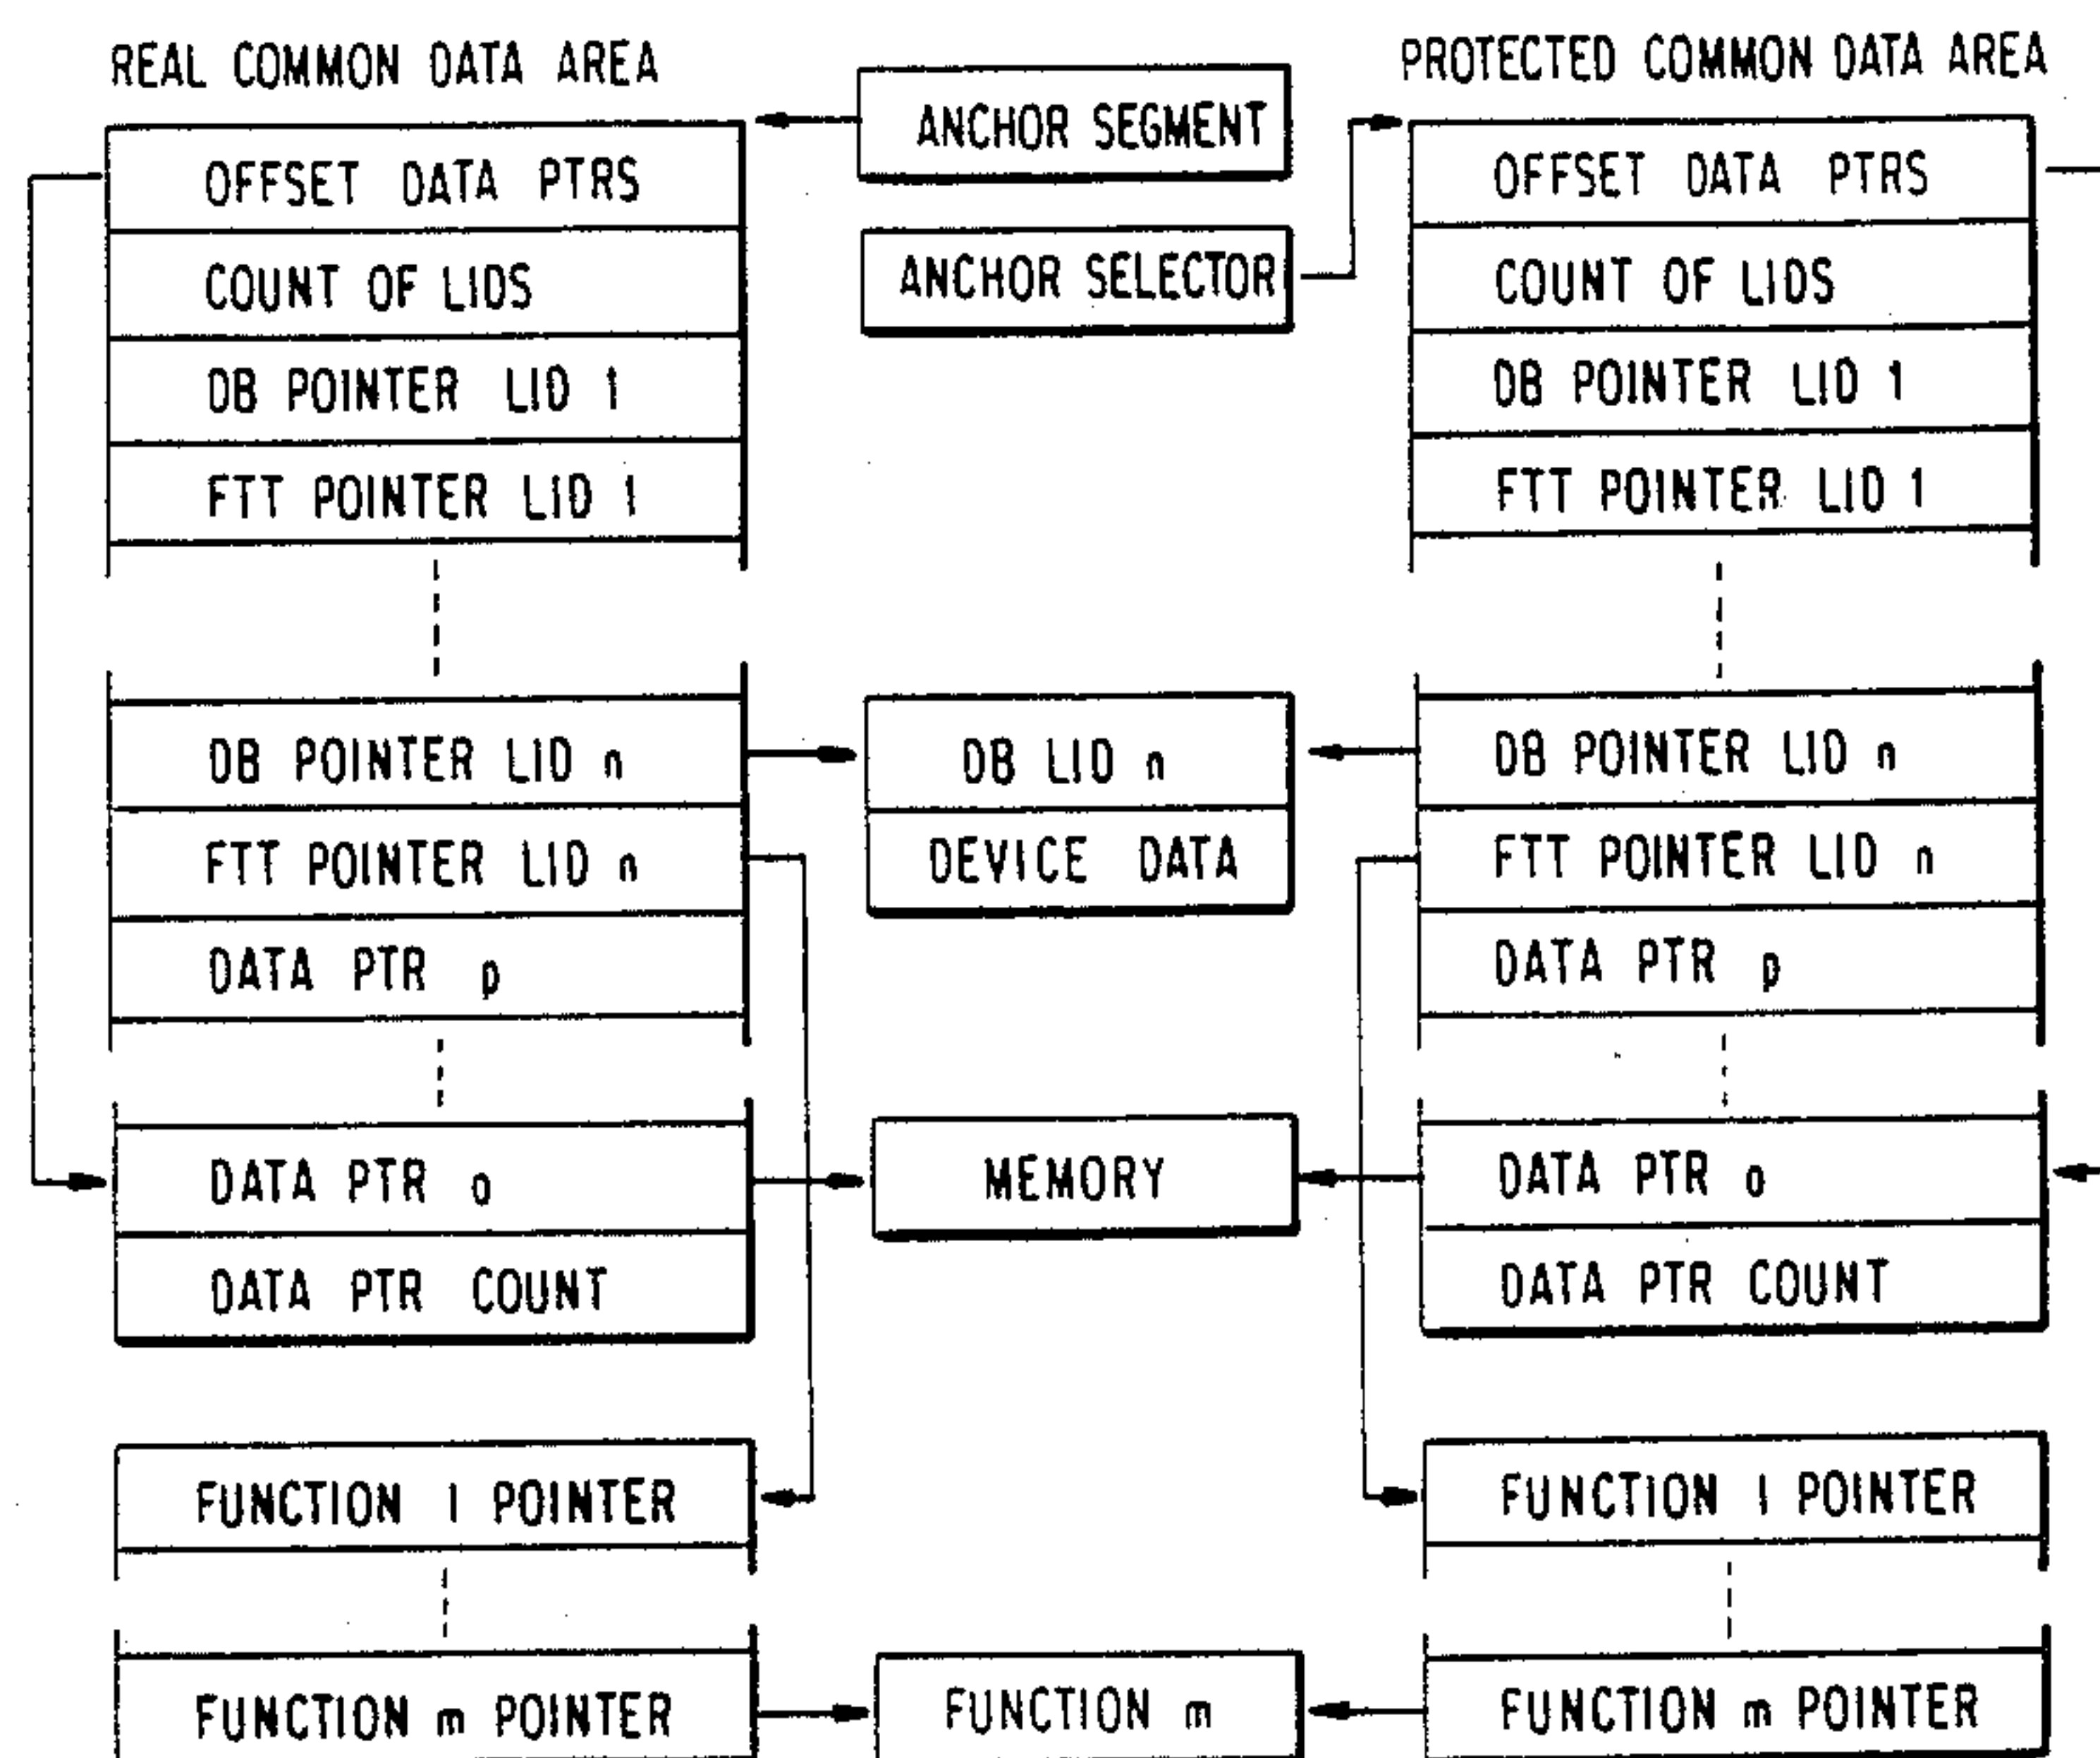 REAL COMMON DATA AREA
OFFSET DATA PTRS
COUNT OF LIDS
DB POINTER LID 1
FTT POINTER LID 1
DB POINTER LID n
FTT POINTER LID n
DATA PTR p
DATA PTR o
DATA PTR COUNT
FUNCTION 1 POINTER
FUNCTION m POINTER
ANCHOR SEGMENT
ANCHOR SELECTOR
DB LID n
DEVICE DATA
MEMORY
FUNCTION m
PROTECTED COMMON DATA AREA
OFFSET DATA PTRS
COUNT OF LIDS
DB POINTER LID 1
FTT POINTER LID 1
DB POINTER LID n
FTT POINTER LID n
DATA PTR p
DATA PTR o
DATA PTR COUNT
FUNCTION 1 POINTER
FUNCTION m POINTER